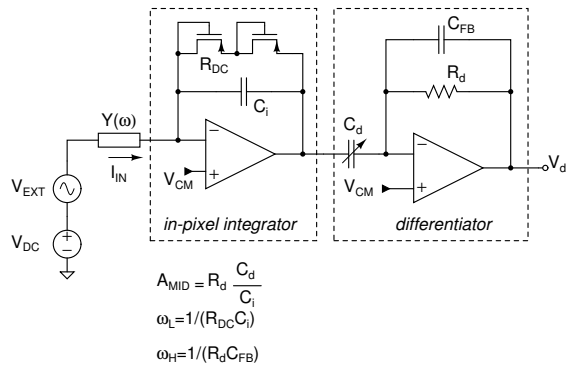 C_FB
R_DC
R_d
C_i
Y(ω)
C_d
−
−
I_IN
V_CM
+
V_CM
+
V_d
V_EXT
in-pixel integrator
differentiator
V_DC
+
−
A_MID = R_d C_d/C_i
ω_L=1/(R_DC C_i)
ω_H=1/(R_d C_FB)